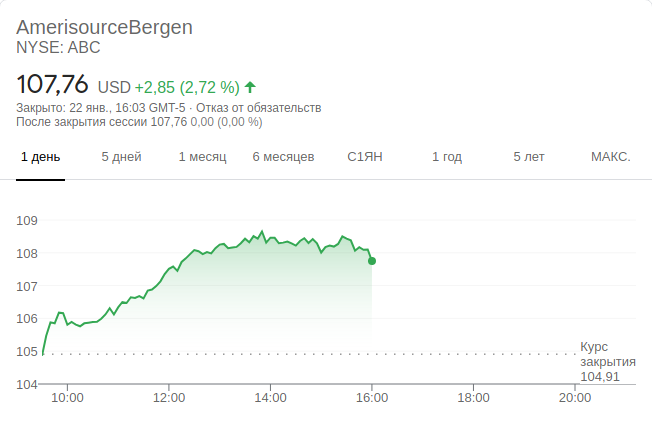 AmerisourceBergen
NYSE: ABC
107,76 USD +2,85 (2,72 %)
Закрыто: 22 янв., 16:03 GMT-5 · Отказ от обязательств
После закрытия сессии 107,76 0,00 (0,00 %)
1 день 5 дней 1 месяц 6 месяцев С1ЯН 1 год 5 лет МАКС.
109
108
107
106
105
104
Курс
закрытия
104,91
10:00 12:00 14:00 16:00 18:00 20:00